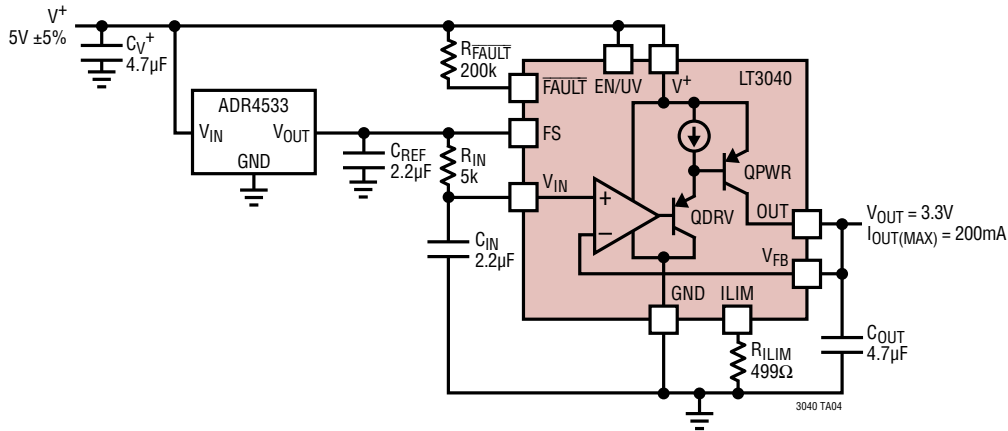 V+
5V ±5%
CV+
4.7µF
RFAULT
200k
ADR4533
VIN
VOUT
GND
CREF
2.2µF
RIN
5k
CIN
2.2µF
LT3040
FAULT
EN/UV
V+
FS
VIN
+
−
QDRV
QPWR
OUT
VFB
GND
ILIM
VOUT = 3.3V
IOUT(MAX) = 200mA
RILIM
499Ω
COUT
4.7µF
3040 TA04